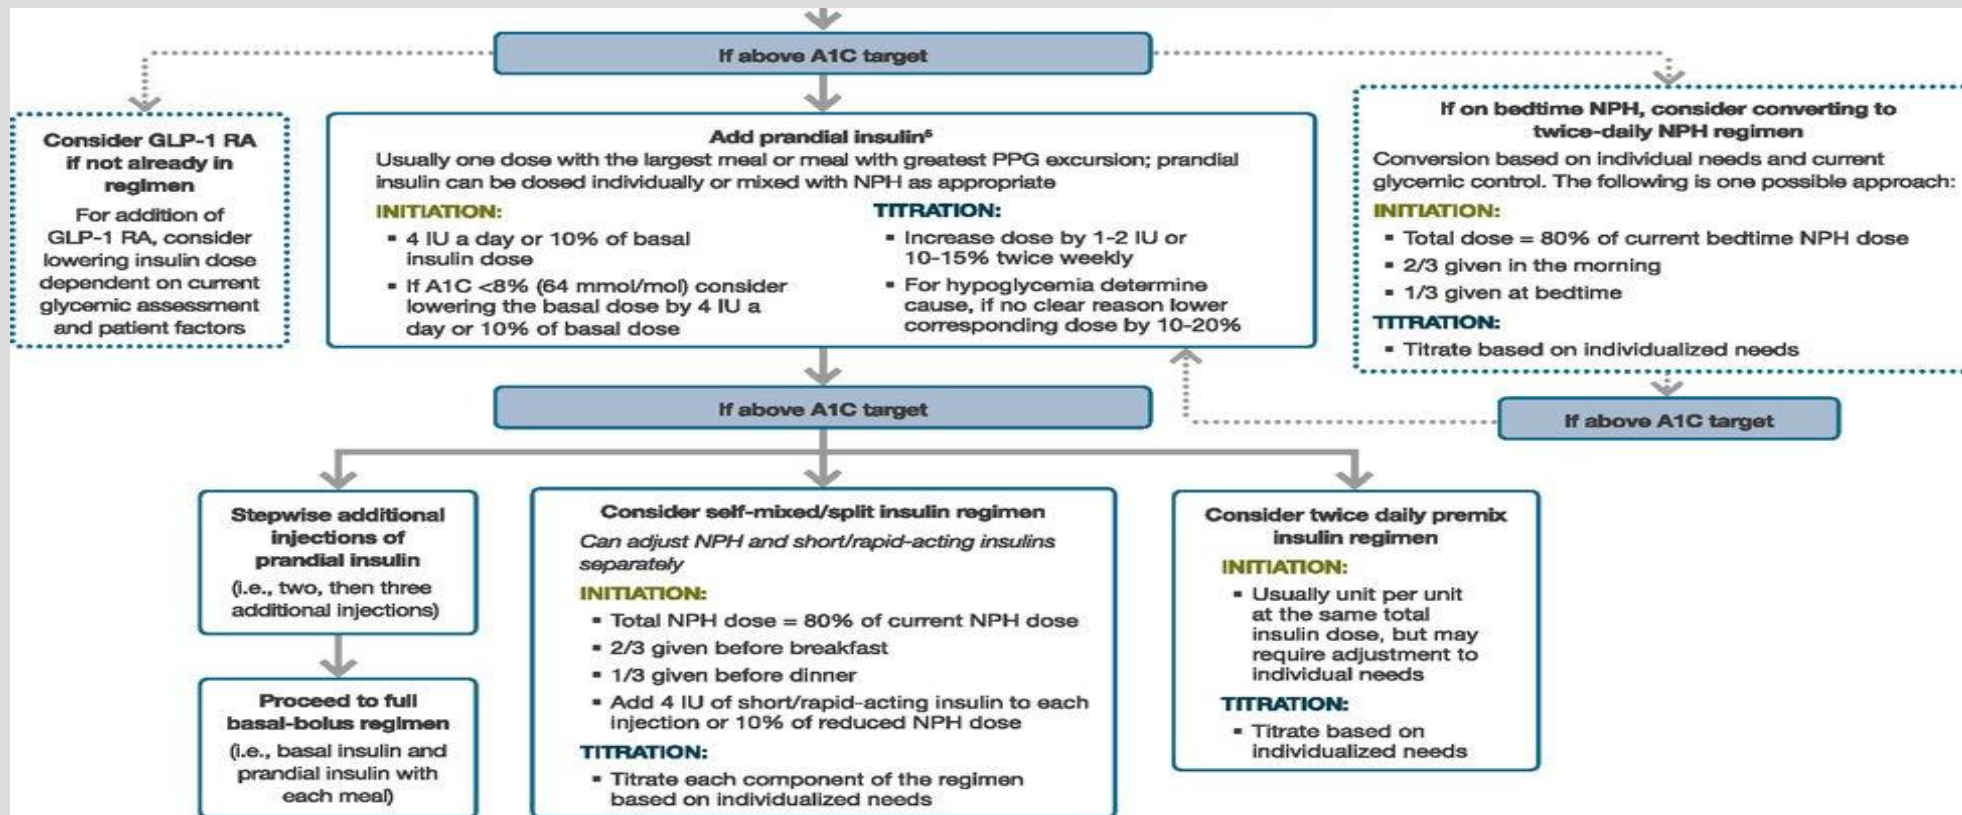 If above A1C target
Consider GLP-1 RA
if not already in
regimen
For addition of
GLP-1 RA, consider
lowering insulin dose
dependent on current
glycemic assessment
and patient factors
Add prandial insulin⁵
Usually one dose with the largest meal or meal with greatest PPG excursion; prandial
insulin can be dosed individually or mixed with NPH as appropriate
INITIATION:
▪ 4 IU a day or 10% of basal
insulin dose
▪ If A1C <8% (64 mmol/mol) consider
lowering the basal dose by 4 IU a
day or 10% of basal dose
TITRATION:
▪ Increase dose by 1-2 IU or
10-15% twice weekly
▪ For hypoglycemia determine
cause, if no clear reason lower
corresponding dose by 10-20%
If on bedtime NPH, consider converting to
twice-daily NPH regimen
Conversion based on individual needs and current
glycemic control. The following is one possible approach:
INITIATION:
▪ Total dose = 80% of current bedtime NPH dose
▪ 2/3 given in the morning
▪ 1/3 given at bedtime
TITRATION:
▪ Titrate based on individualized needs
If above A1C target
If above A1C target
Stepwise additional
injections of
prandial insulin
(i.e., two, then three
additional injections)
Proceed to full
basal-bolus regimen
(i.e., basal insulin and
prandial insulin with
each meal)
Consider self-mixed/split insulin regimen
Can adjust NPH and short/rapid-acting insulins
separately
INITIATION:
▪ Total NPH dose = 80% of current NPH dose
▪ 2/3 given before breakfast
▪ 1/3 given before dinner
▪ Add 4 IU of short/rapid-acting insulin to each
injection or 10% of reduced NPH dose
TITRATION:
▪ Titrate each component of the regimen
based on individualized needs
Consider twice daily premix
insulin regimen
INITIATION:
▪ Usually unit per unit
at the same total
insulin dose, but may
require adjustment to
individual needs
TITRATION:
▪ Titrate based on
individualized needs